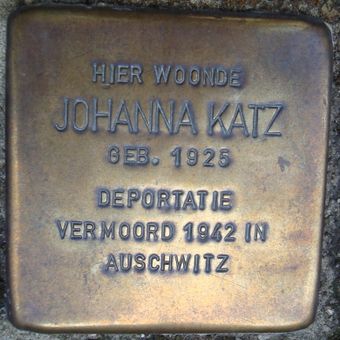 HIER WOONDE
JOHANNA KATZ
GEB. 1925
DEPORTATIE
VERMOORD 1942 IN
AUSCHWITZ